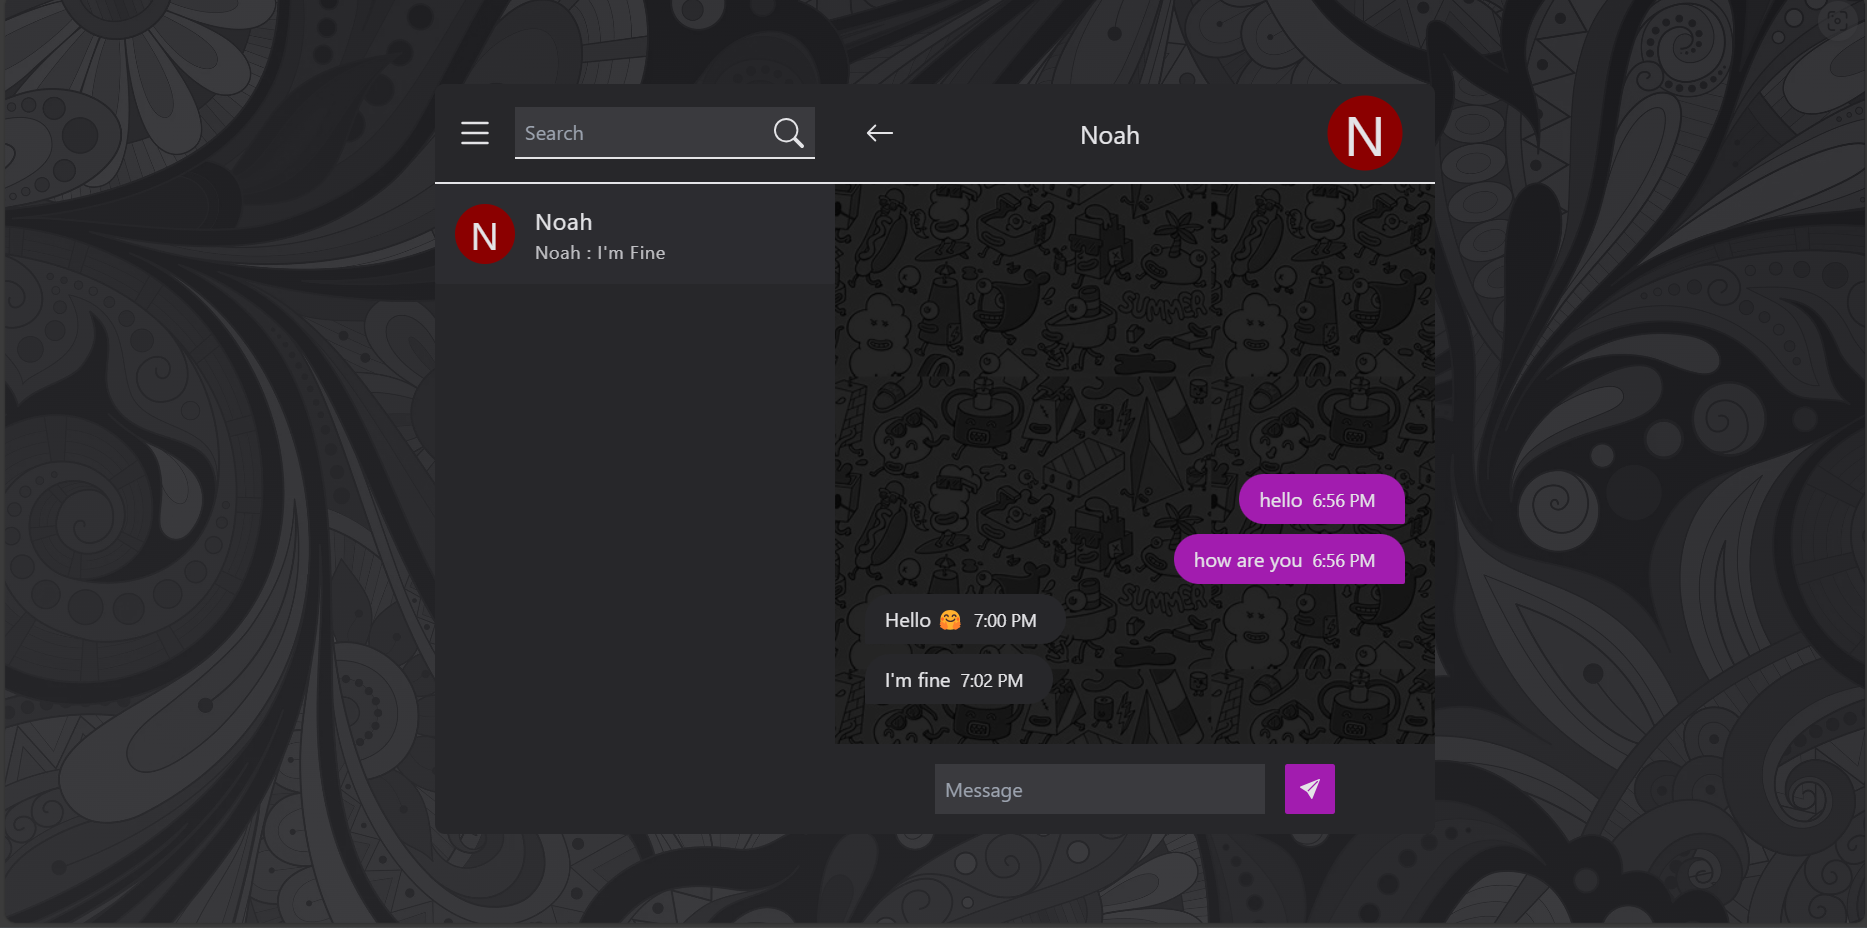 Search
Noah
N
N
Noah
Noah : I'm Fine
SUMMER
hello 6:56 PM
how are you 6:56 PM
SUMMER
Hello 🤗 7:00 PM
I'm fine 7:02 PM
Message